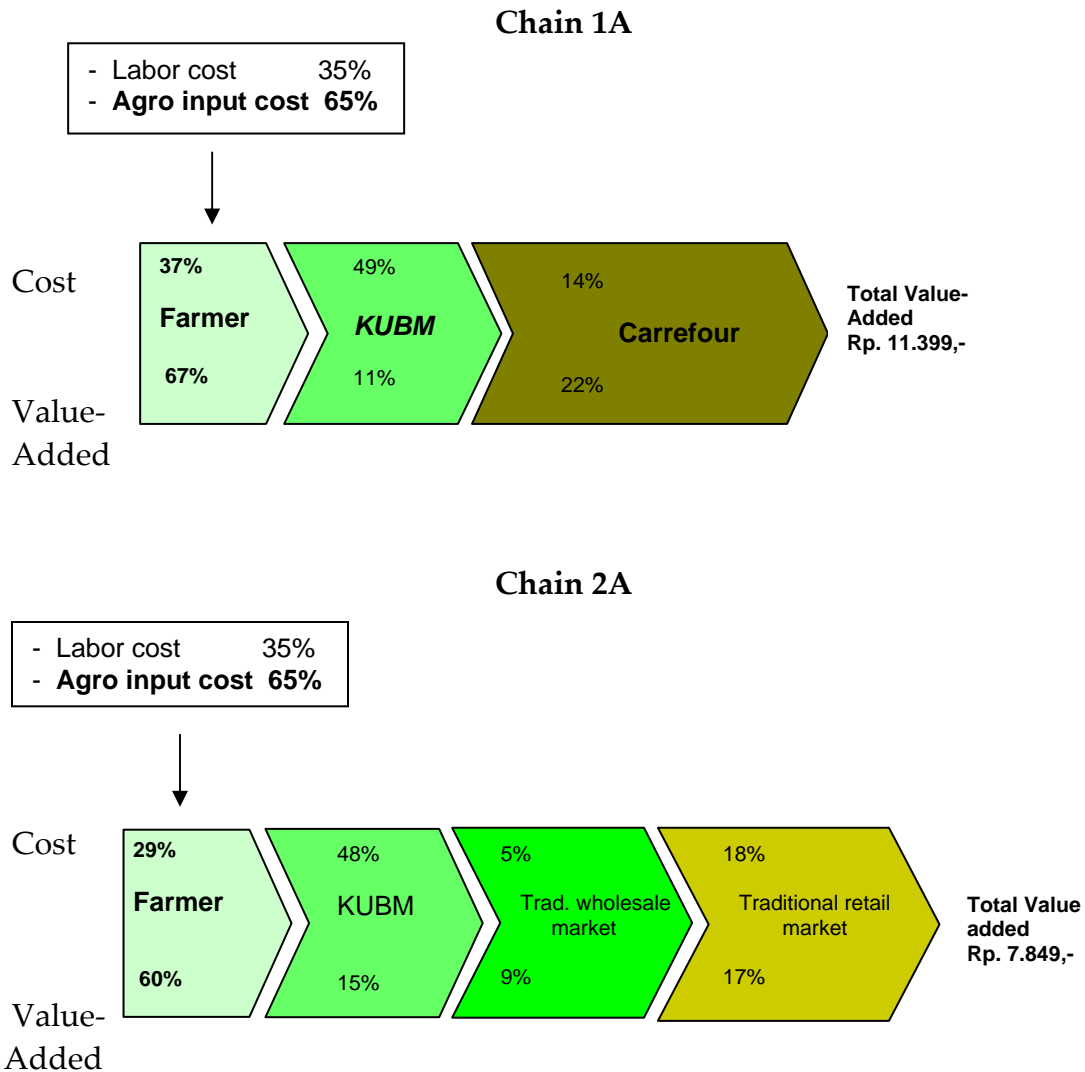 Chain 1A
- Labor cost 35%
- Agro input cost 65%
Cost
37%
Farmer
67%
49%
KUBM
11%
14%
Carrefour
22%
Total Value-
Added
Rp. 11.399,-
Value-
Added
Chain 2A
- Labor cost 35%
- Agro input cost 65%
Cost
29%
Farmer
60%
48%
KUBM
15%
5%
Trad. wholesale
market
9%
18%
Traditional retail
market
17%
Total Value
added
Rp. 7.849,-
Value-
Added